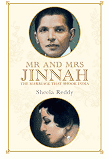 MR AND MRS
JINNAH
THE MARRIAGE THAT SHOOK INDIA
Sheela Reddy